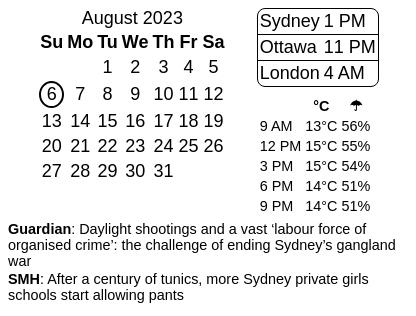 August 2023
Su Mo Tu We Th Fr Sa
1 2 3 4 5
6 7 8 9 10 11 12
13 14 15 16 17 18 19
20 21 22 23 24 25 26
27 28 29 30 31
Sydney 1 PM
Ottawa 11 PM
London 4 AM
°C ☂
9 AM 13°C 56%
12 PM 15°C 55%
3 PM 15°C 54%
6 PM 14°C 51%
9 PM 14°C 51%
Guardian: Daylight shootings and a vast ‘labour force of
organised crime’: the challenge of ending Sydney’s gangland
war
SMH: After a century of tunics, more Sydney private girls
schools start allowing pants